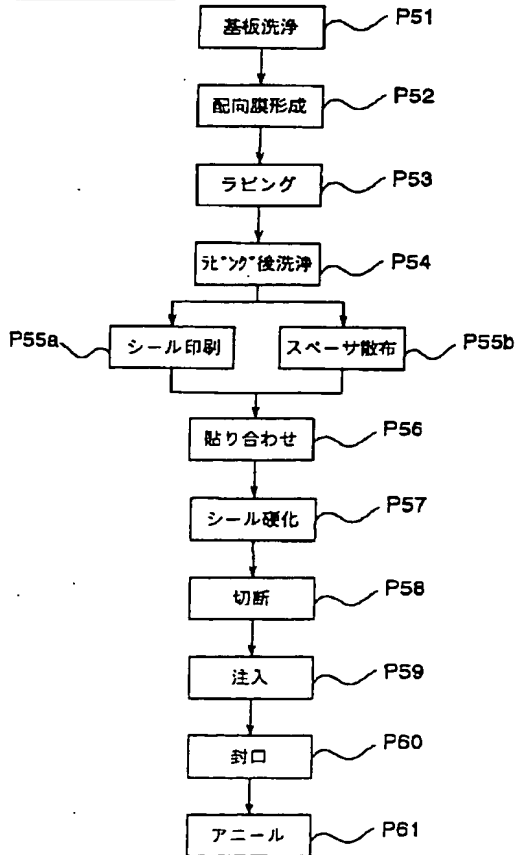 基板洗浄 P51
配向膜形成 P52
ラビング P53
ﾗﾋﾞﾝｸﾞ後洗浄 P54
P55a シール印刷 スペーサ散布 P55b
貼り合わせ P56
シール硬化 P57
切断 P58
注入 P59
封口 P60
アニール P61